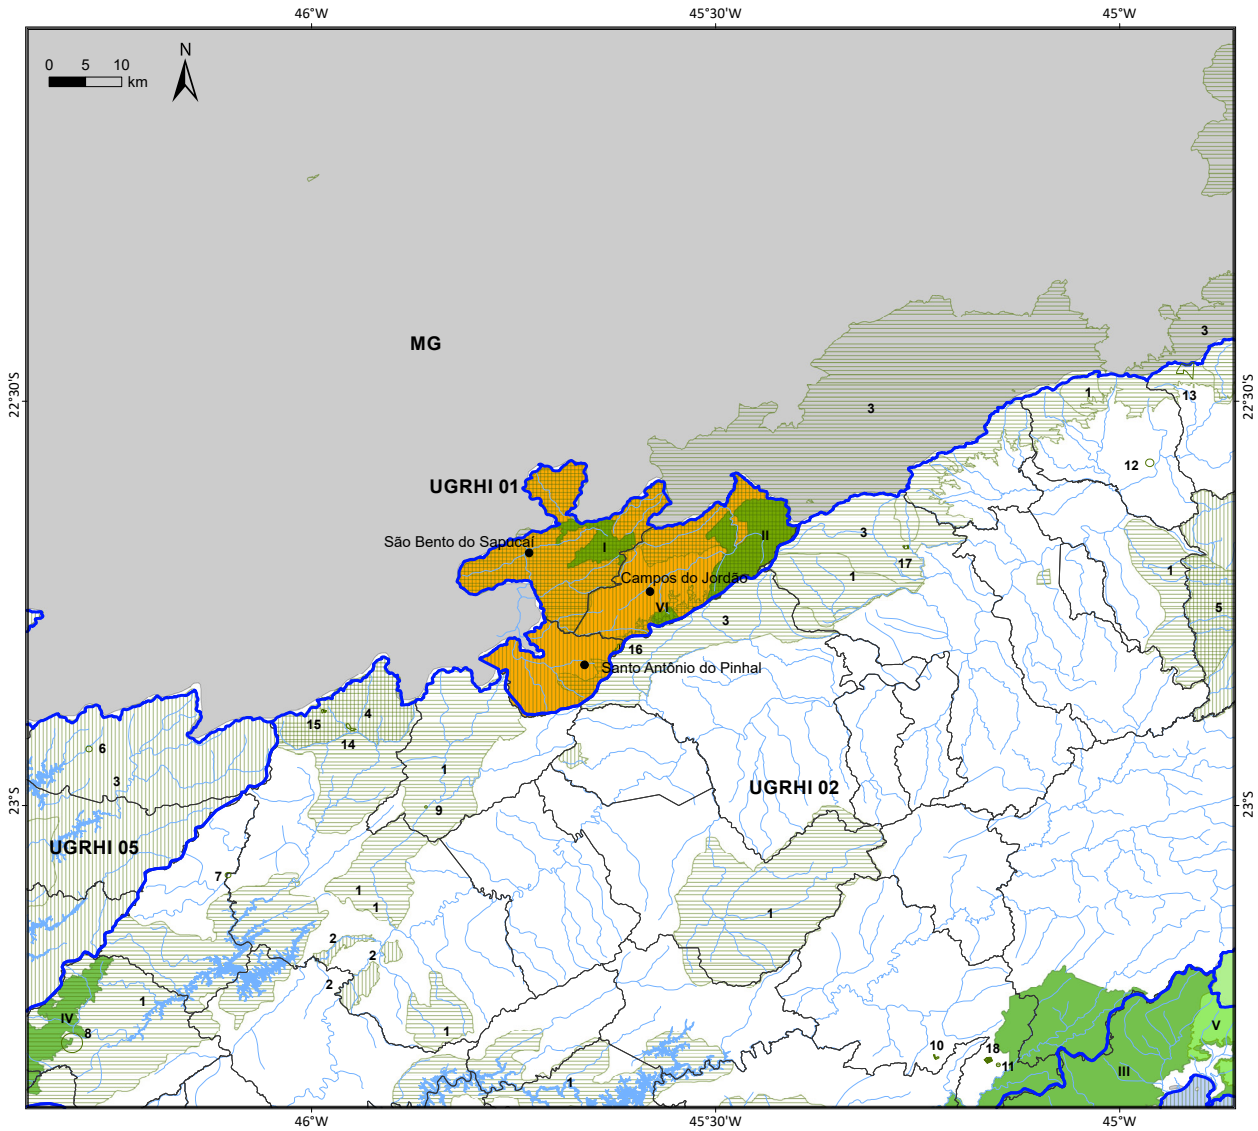 46°W 45°30'W 45°W
N
0 5 10
km
3
MG
22°30'S 22°30'S
1
13
3
12
UGRHI 01
São Bento do Sapucaí
I
II
3
17
1
1
Campos do Jordão
VI
5
3
16
Santo Antônio do Pinhal
4
15
14
6
3
1
UGRHI 02
9
23°S 23°S
UGRHI 05
7
1
1
1
2
2
2
1
IV
8
1
10
18
11
III
V
1
46°W 45°30'W 45°W